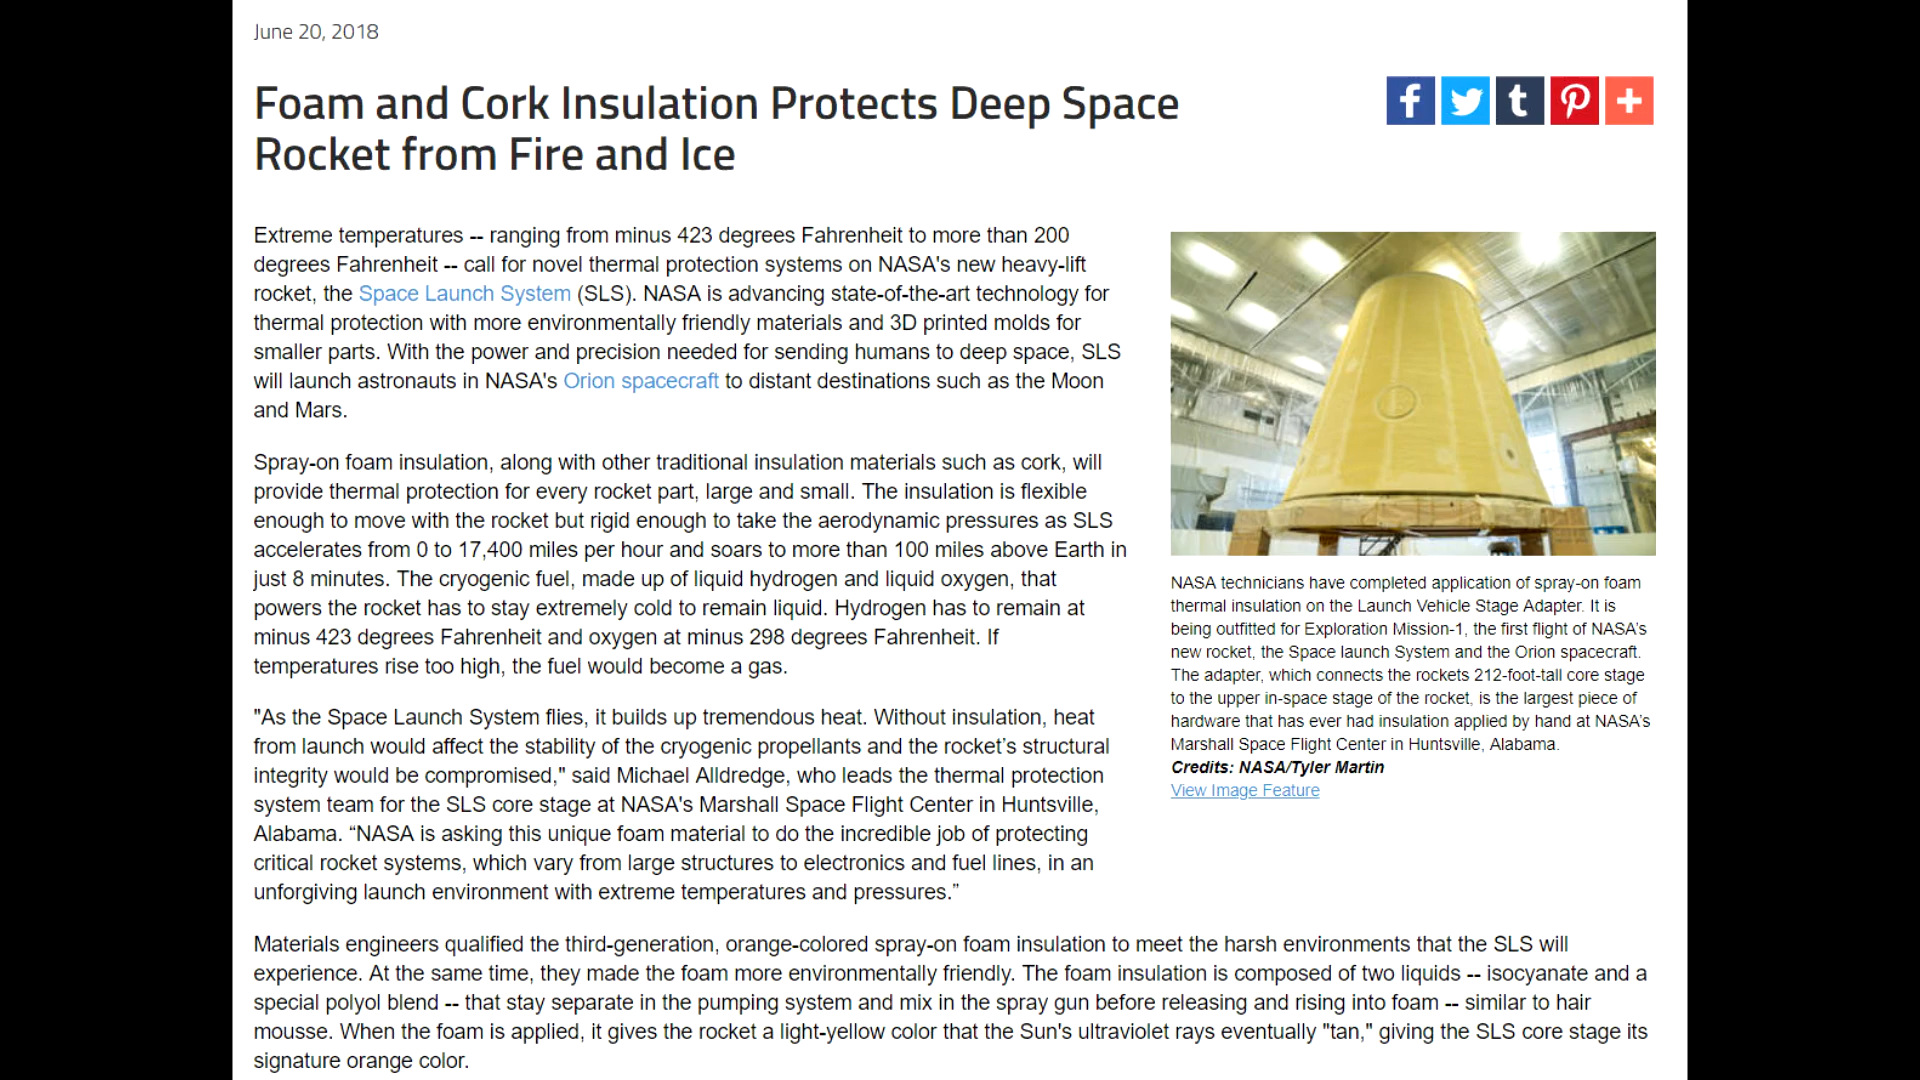 June 20, 2018
Foam and Cork Insulation Protects Deep Space
Rocket from Fire and Ice
Extreme temperatures -- ranging from minus 423 degrees Fahrenheit to more than 200
degrees Fahrenheit -- call for novel thermal protection systems on NASA's new heavy-lift
rocket, the Space Launch System (SLS). NASA is advancing state-of-the-art technology for
thermal protection with more environmentally friendly materials and 3D printed molds for
smaller parts. With the power and precision needed for sending humans to deep space, SLS
will launch astronauts in NASA's Orion spacecraft to distant destinations such as the Moon
and Mars.
Spray-on foam insulation, along with other traditional insulation materials such as cork, will
provide thermal protection for every rocket part, large and small. The insulation is flexible
enough to move with the rocket but rigid enough to take the aerodynamic pressures as SLS
accelerates from 0 to 17,400 miles per hour and soars to more than 100 miles above Earth in
just 8 minutes. The cryogenic fuel, made up of liquid hydrogen and liquid oxygen, that
powers the rocket has to stay extremely cold to remain liquid. Hydrogen has to remain at
minus 423 degrees Fahrenheit and oxygen at minus 298 degrees Fahrenheit. If
temperatures rise too high, the fuel would become a gas.
"As the Space Launch System flies, it builds up tremendous heat. Without insulation, heat
from launch would affect the stability of the cryogenic propellants and the rocket’s structural
integrity would be compromised," said Michael Alldredge, who leads the thermal protection
system team for the SLS core stage at NASA's Marshall Space Flight Center in Huntsville,
Alabama. “NASA is asking this unique foam material to do the incredible job of protecting
critical rocket systems, which vary from large structures to electronics and fuel lines, in an
unforgiving launch environment with extreme temperatures and pressures.”
NASA technicians have completed application of spray-on foam
thermal insulation on the Launch Vehicle Stage Adapter. It is
being outfitted for Exploration Mission-1, the first flight of NASA’s
new rocket, the Space launch System and the Orion spacecraft.
The adapter, which connects the rockets 212-foot-tall core stage
to the upper in-space stage of the rocket, is the largest piece of
hardware that has ever had insulation applied by hand at NASA’s
Marshall Space Flight Center in Huntsville, Alabama.
Credits: NASA/Tyler Martin
View Image Feature
Materials engineers qualified the third-generation, orange-colored spray-on foam insulation to meet the harsh environments that the SLS will
experience. At the same time, they made the foam more environmentally friendly. The foam insulation is composed of two liquids -- isocyanate and a
special polyol blend -- that stay separate in the pumping system and mix in the spray gun before releasing and rising into foam -- similar to hair
mousse. When the foam is applied, it gives the rocket a light-yellow color that the Sun's ultraviolet rays eventually "tan," giving the SLS core stage its
signature orange color.